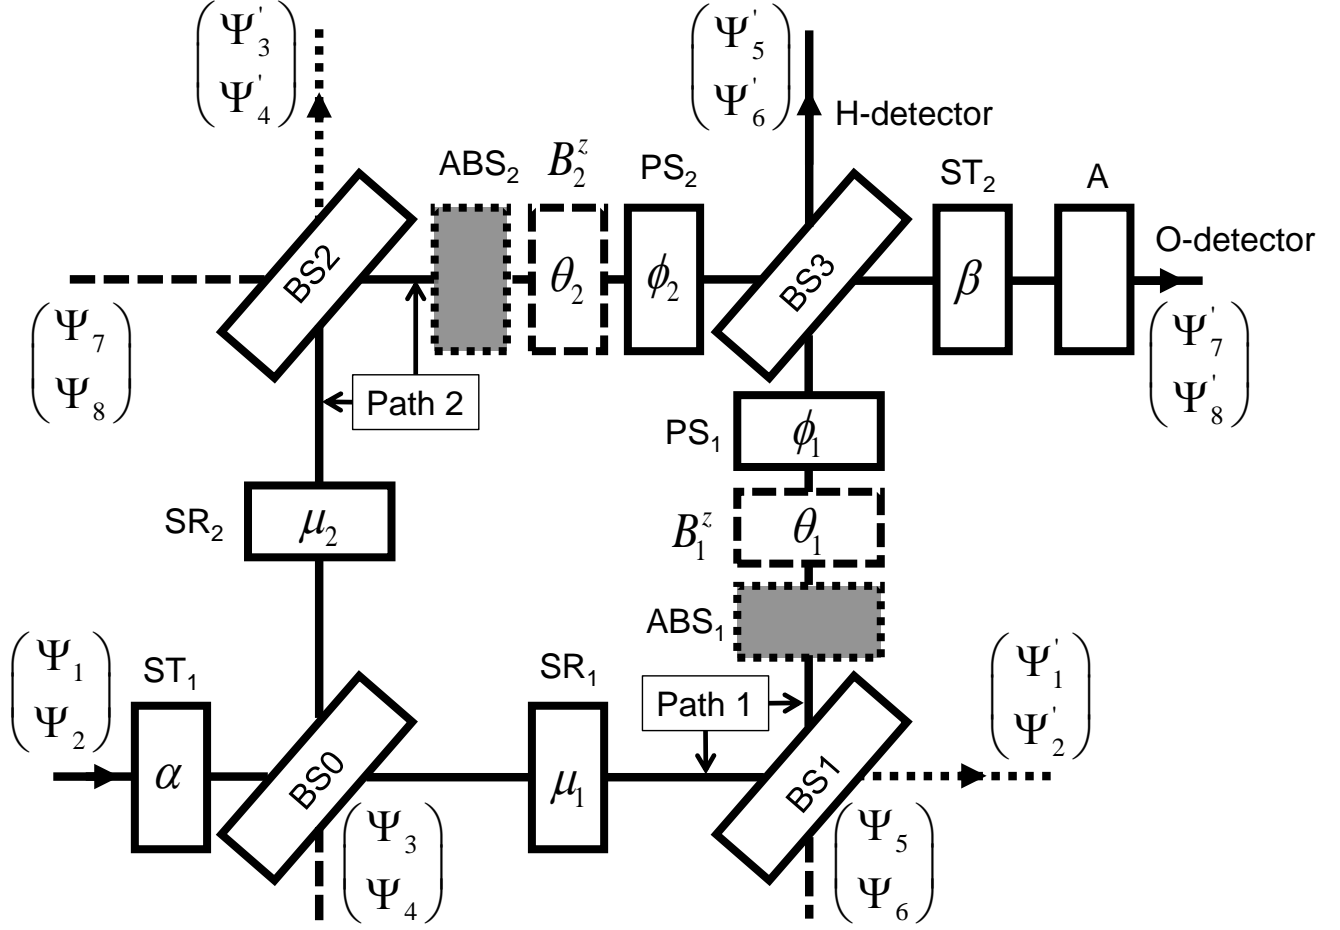 Ψ'₃
Ψ'₄
Ψ'₅
Ψ'₆
H-detector
ABS₂
B₂ᶻ
PS₂
ST₂
A
O-detector
BS2
θ₂
ϕ₂
BS3
β
Ψ₇
Ψ₈
Ψ'₇
Ψ'₈
Path 2
PS₁
ϕ₁
SR₂
μ₂
B₁ᶻ
θ₁
ABS₁
Ψ₁
Ψ₂
ST₁
SR₁
Path 1
Ψ'₁
Ψ'₂
α
BS0
μ₁
BS1
Ψ₃
Ψ₄
Ψ₅
Ψ₆